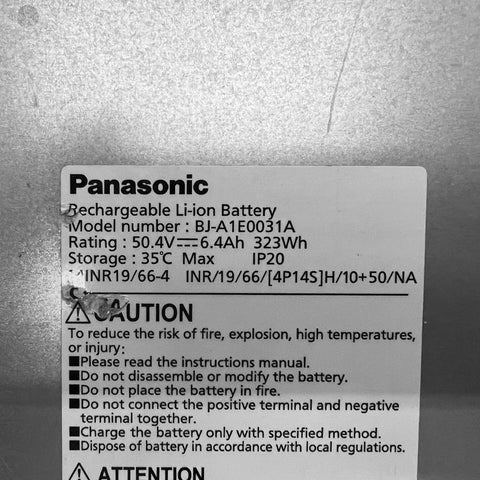 Panasonic
Rechargeable Li-ion Battery
Model number : BJ-A1E0031A
Rating : 50.4V⎓6.4Ah 323Wh
Storage : 35℃ Max IP20
14INR19/66-4 INR/19/66/[4P14S]H/10+50/NA
⚠CAUTION
To reduce the risk of fire, explosion, high temperatures,
or injury:
■Please read the instructions manual.
■Do not disassemble or modify the battery.
■Do not place the battery in fire.
■Do not connect the positive terminal and negative
terminal together.
■Charge the battery only with specified method.
■Dispose of battery in accordance with local regulations.
⚠ATTENTION